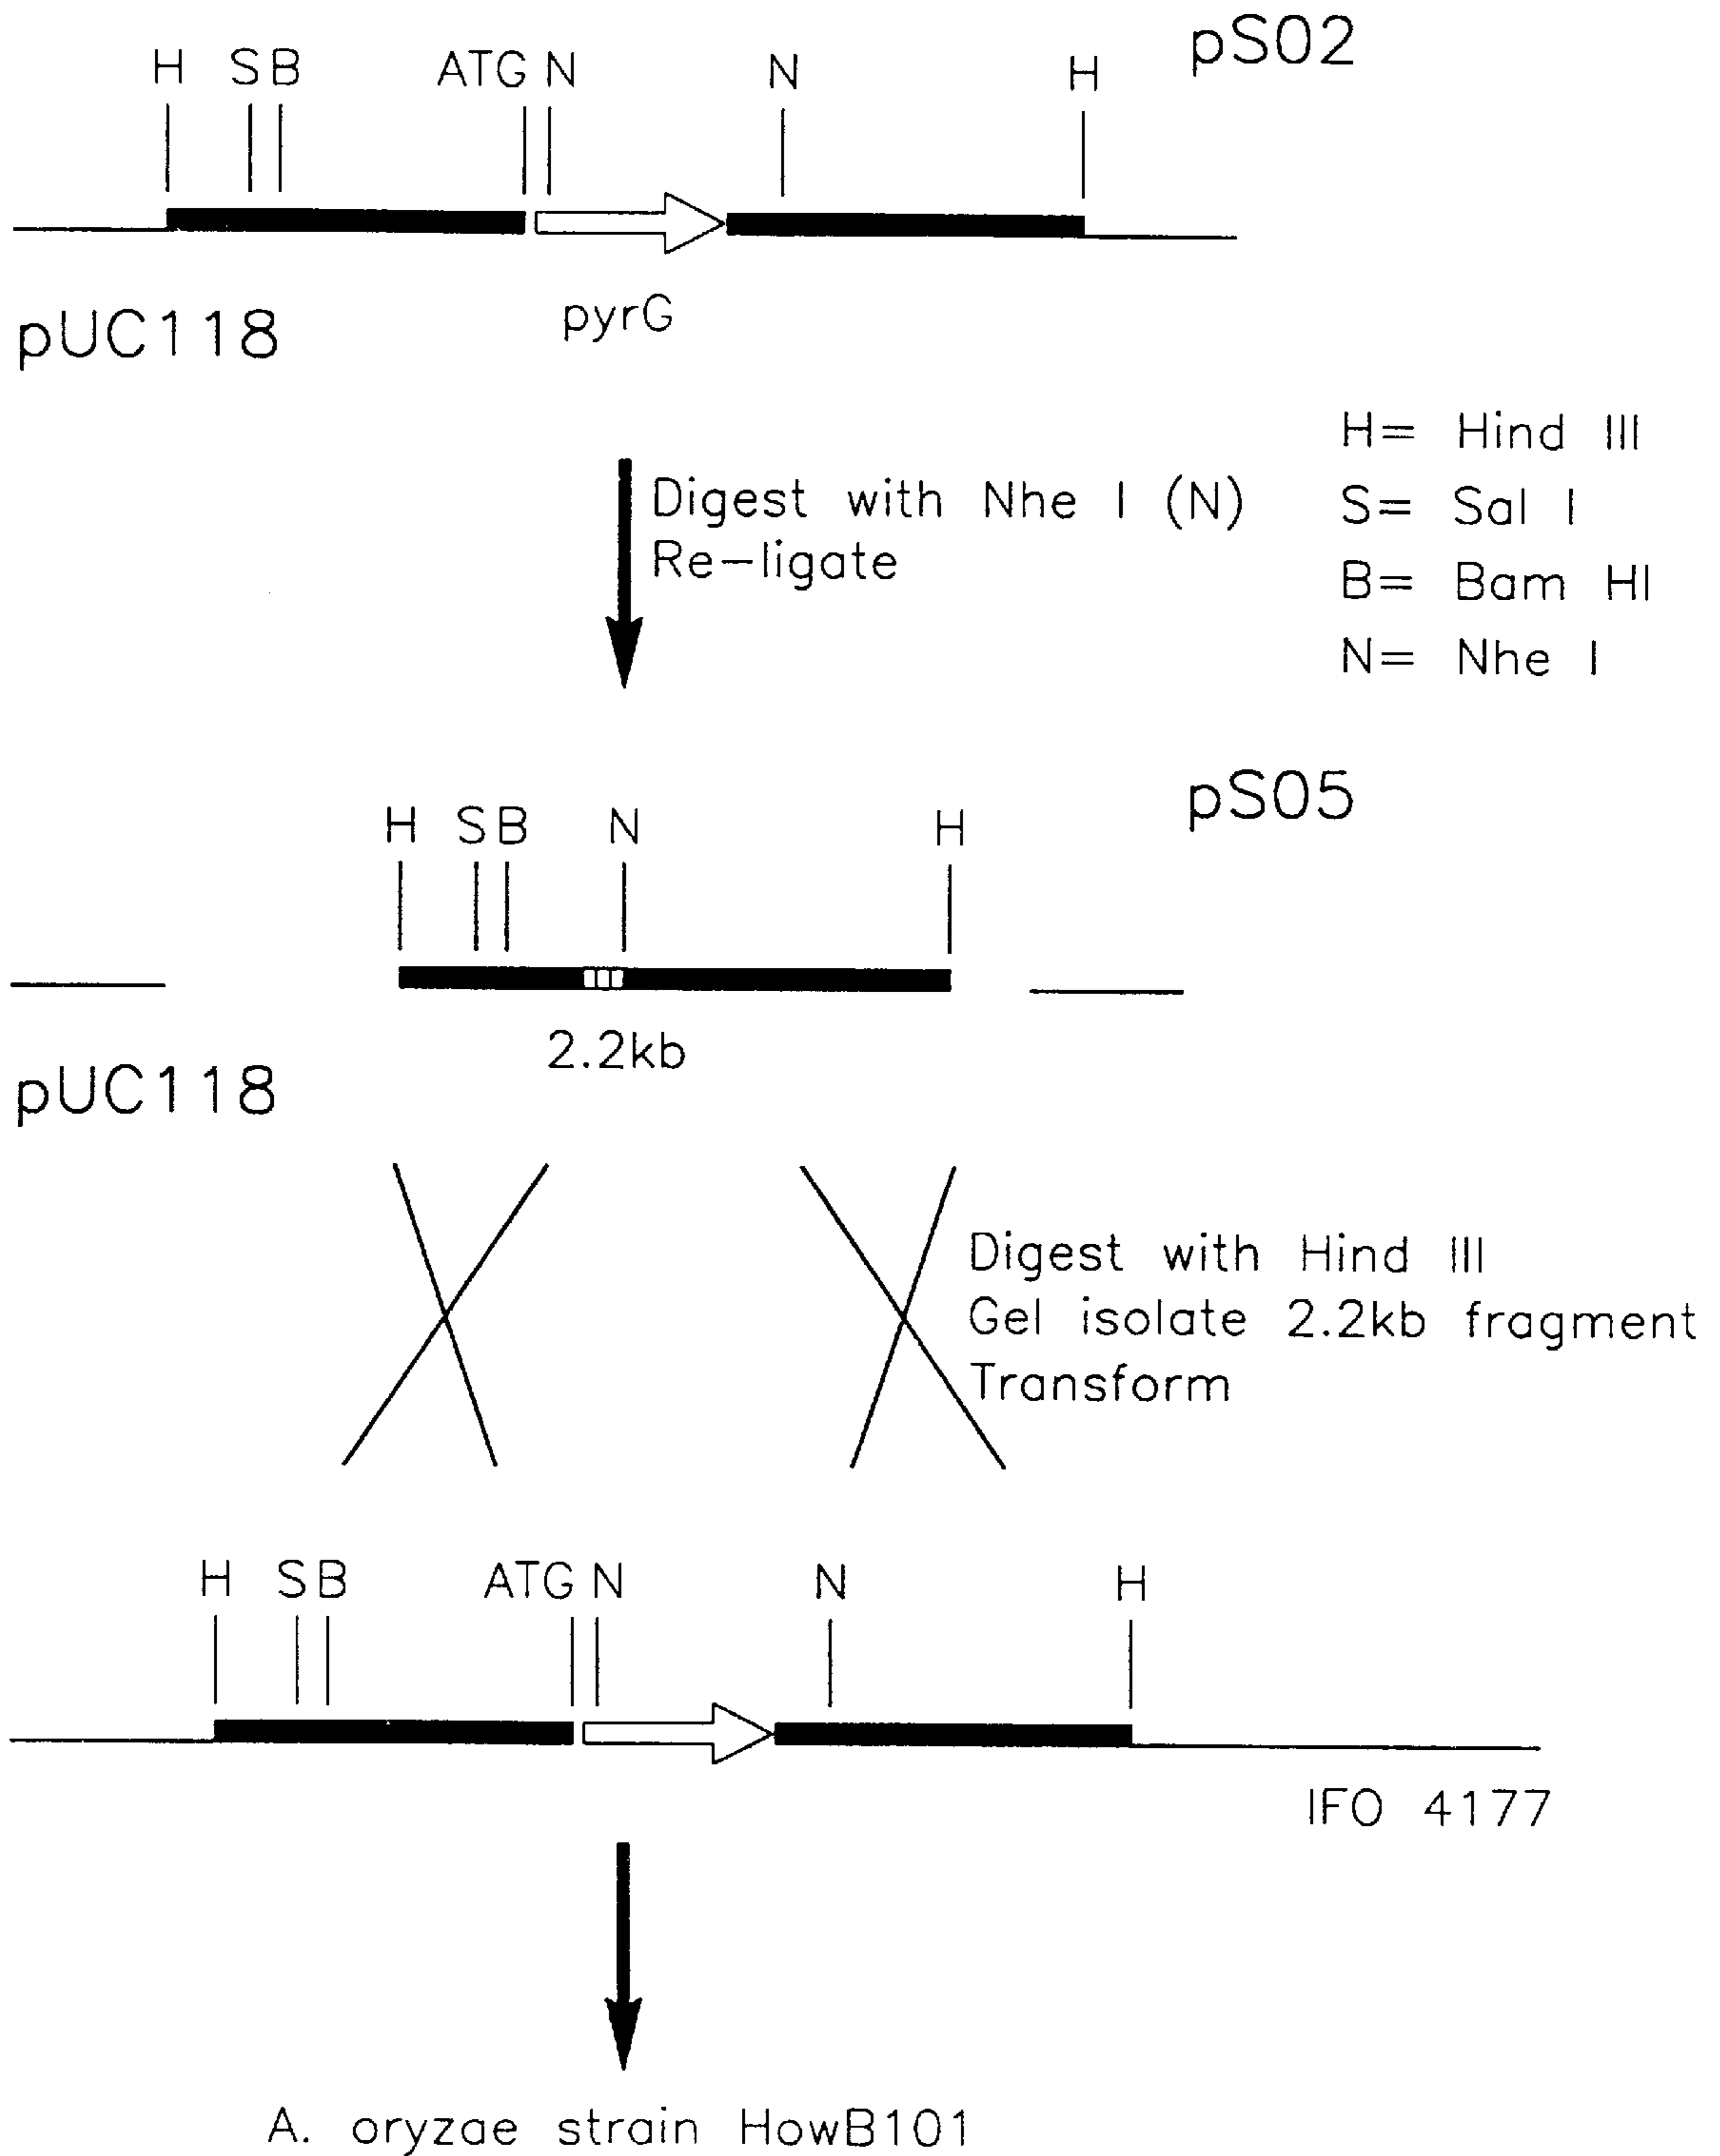 pS02
H S B ATG N N H
pyrG
pUC118
H= Hind III
S= Sal I
B= Bam HI
N= Nhe I
Digest with Nhe I (N)
Re-ligate
pS05
H S B N H
2.2kb
pUC118
Digest with Hind III
Gel isolate 2.2kb fragment
Transform
H S B ATG N N H
IFO 4177
A. oryzae strain HowB101